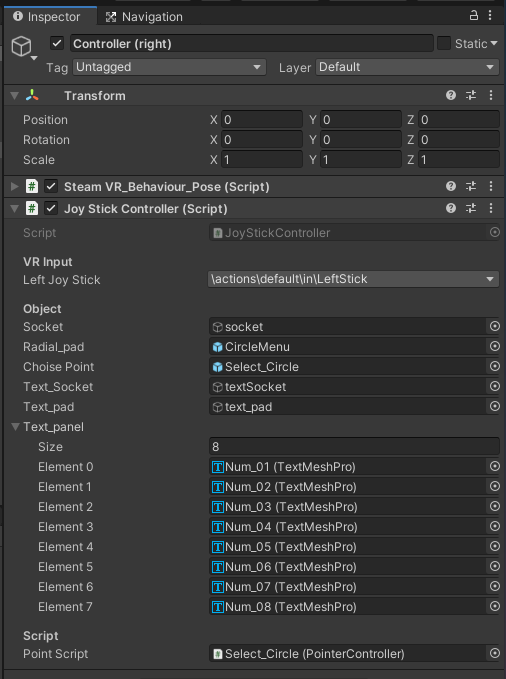 Inspector Navigation
Controller (right) Static
Tag Untagged Layer Default
Transform
Position X 0 Y 0 Z 0
Rotation X 0 Y 0 Z 0
Scale X 1 Y 1 Z 1
Steam VR_Behaviour_Pose (Script)
Joy Stick Controller (Script)
Script JoyStickController
VR Input
Left Joy Stick \actions\default\in\LeftStick
Object
Socket socket
Radial_pad CircleMenu
Choise Point Select_Circle
Text_Socket textSocket
Text_pad text_pad
Text_panel
Size 8
Element 0 Num_01 (TextMeshPro)
Element 1 Num_02 (TextMeshPro)
Element 2 Num_03 (TextMeshPro)
Element 3 Num_04 (TextMeshPro)
Element 4 Num_05 (TextMeshPro)
Element 5 Num_06 (TextMeshPro)
Element 6 Num_07 (TextMeshPro)
Element 7 Num_08 (TextMeshPro)
Script
Point Script Select_Circle (PointerController)